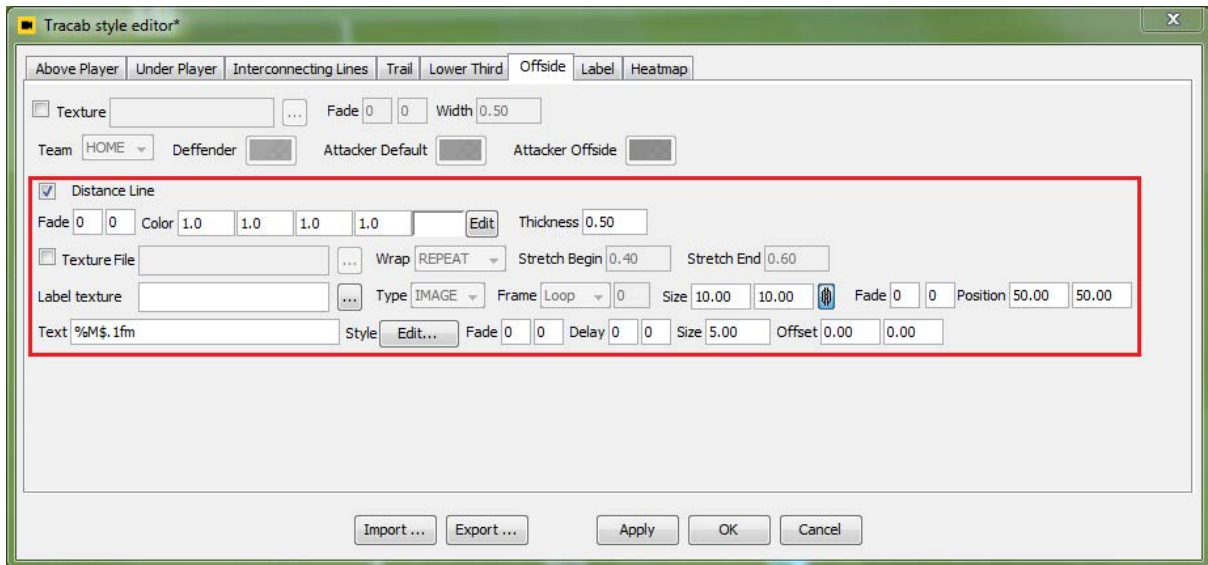 Tracab style editor*
X
Above Player Under Player Interconnecting Lines Trail Lower Third Offside Label Heatmap
Texture ... Fade 0 0 Width 0.50
Team HOME Deffender Attacker Default Attacker Offside
Distance Line
Fade 0 0 Color 1.0 1.0 1.0 1.0 Edit Thickness 0.50
Texture File ... Wrap REPEAT Stretch Begin 0.40 Stretch End 0.60
Label texture ... Type IMAGE Frame Loop 0 Size 10.00 10.00 Fade 0 0 Position 50.00 50.00
Text %M$.1fm Style Edit... Fade 0 0 Delay 0 0 Size 5.00 Offset 0.00 0.00
Import ... Export ... Apply OK Cancel